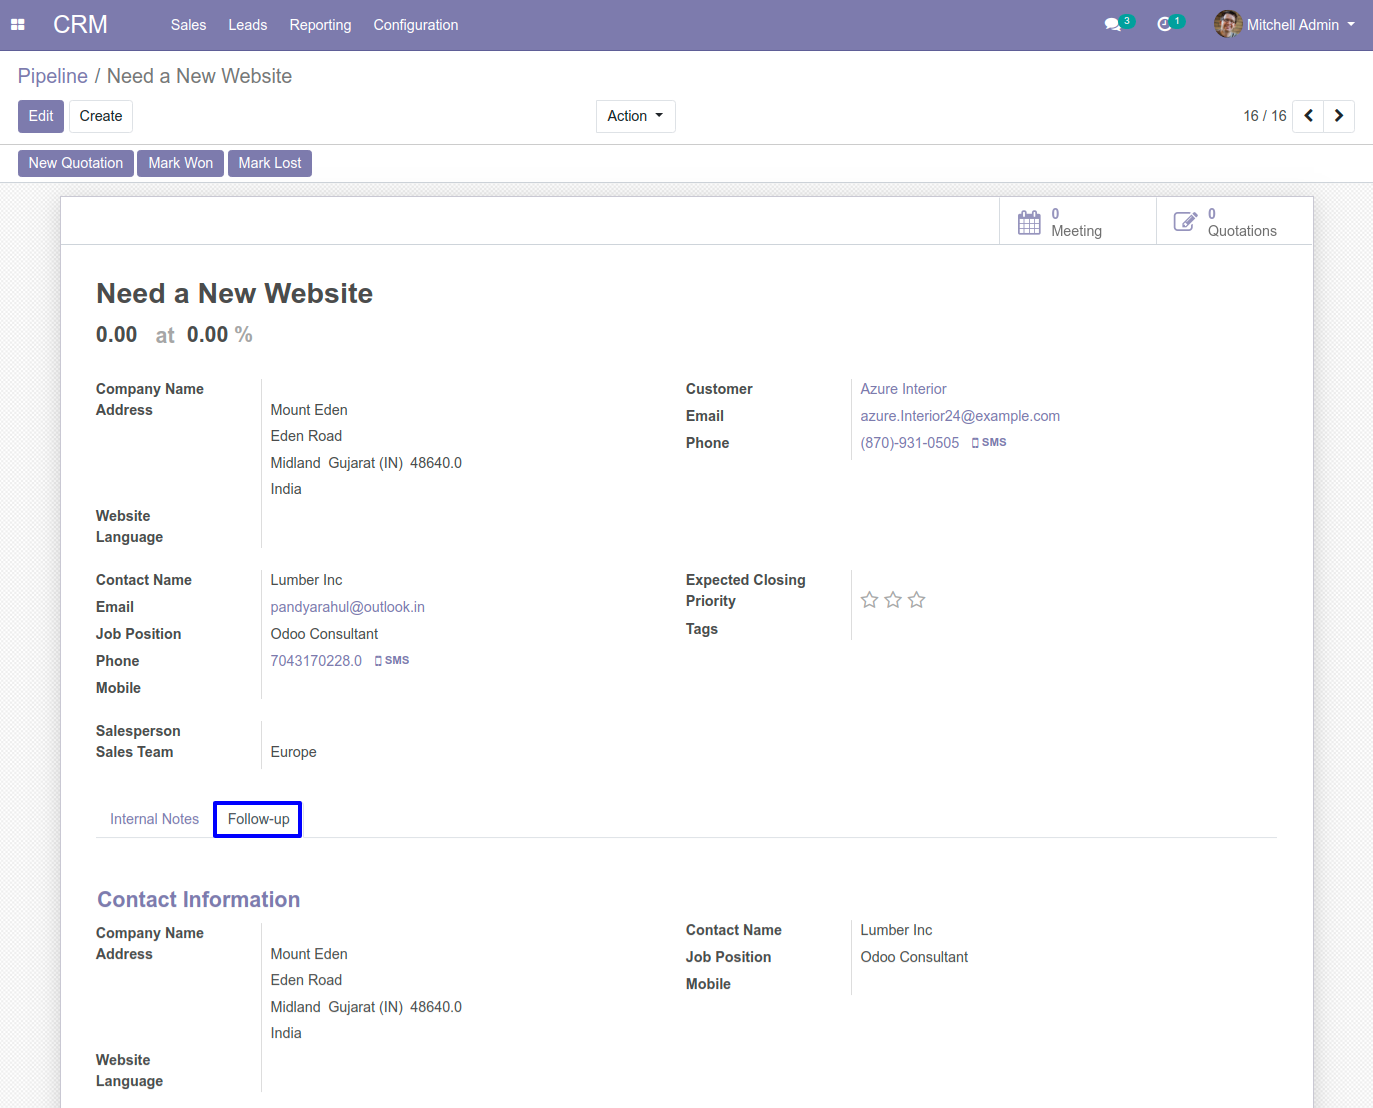 CRM Sales Leads Reporting Configuration 3 1 Mitchell Admin
Pipeline / Need a New Website
Edit Create Action 16 / 16
New Quotation Mark Won Mark Lost
0 Meeting
0 Quotations
Need a New Website
0.00 at 0.00 %
Company Name
Address Mount Eden
Eden Road
Midland Gujarat (IN) 48640.0
India
Website
Language
Customer Azure Interior
Email azure.Interior24@example.com
Phone (870)-931-0505 SMS
Contact Name Lumber Inc
Email pandyarahul@outlook.in
Job Position Odoo Consultant
Phone 7043170228.0 SMS
Mobile
Expected Closing
Priority
Tags
Salesperson
Sales Team Europe
Internal Notes Follow-up
Contact Information
Company Name
Address Mount Eden
Eden Road
Midland Gujarat (IN) 48640.0
India
Website
Language
Contact Name Lumber Inc
Job Position Odoo Consultant
Mobile